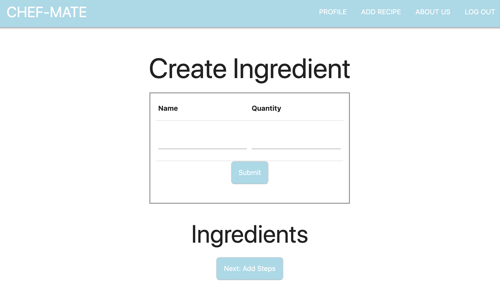 CHEF-MATE PROFILE ADD RECIPE ABOUT US LOG OUT
Create Ingredient
Name Quantity
Submit
Ingredients
Next: Add Steps